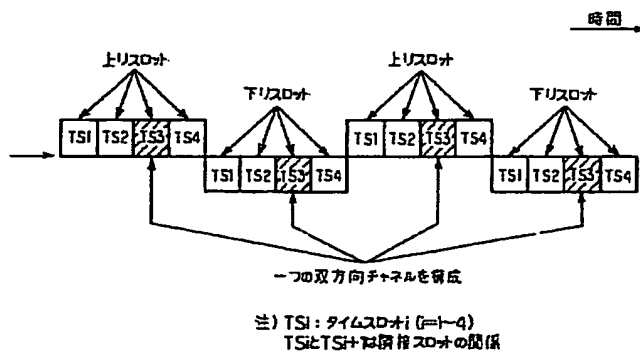 時間
上りスロット
上りスロット
下りスロット
下りスロット
TS1 TS2 TS3 TS4
TS1 TS2 TS3 TS4
TS1 TS2 TS3 TS4
TS1 TS2 TS3 TS4
一つの双方向チャネルを構成
注) TSi : タイムスロットi (i=1~4)
TSiとTSi+1は隣接スロットの関係